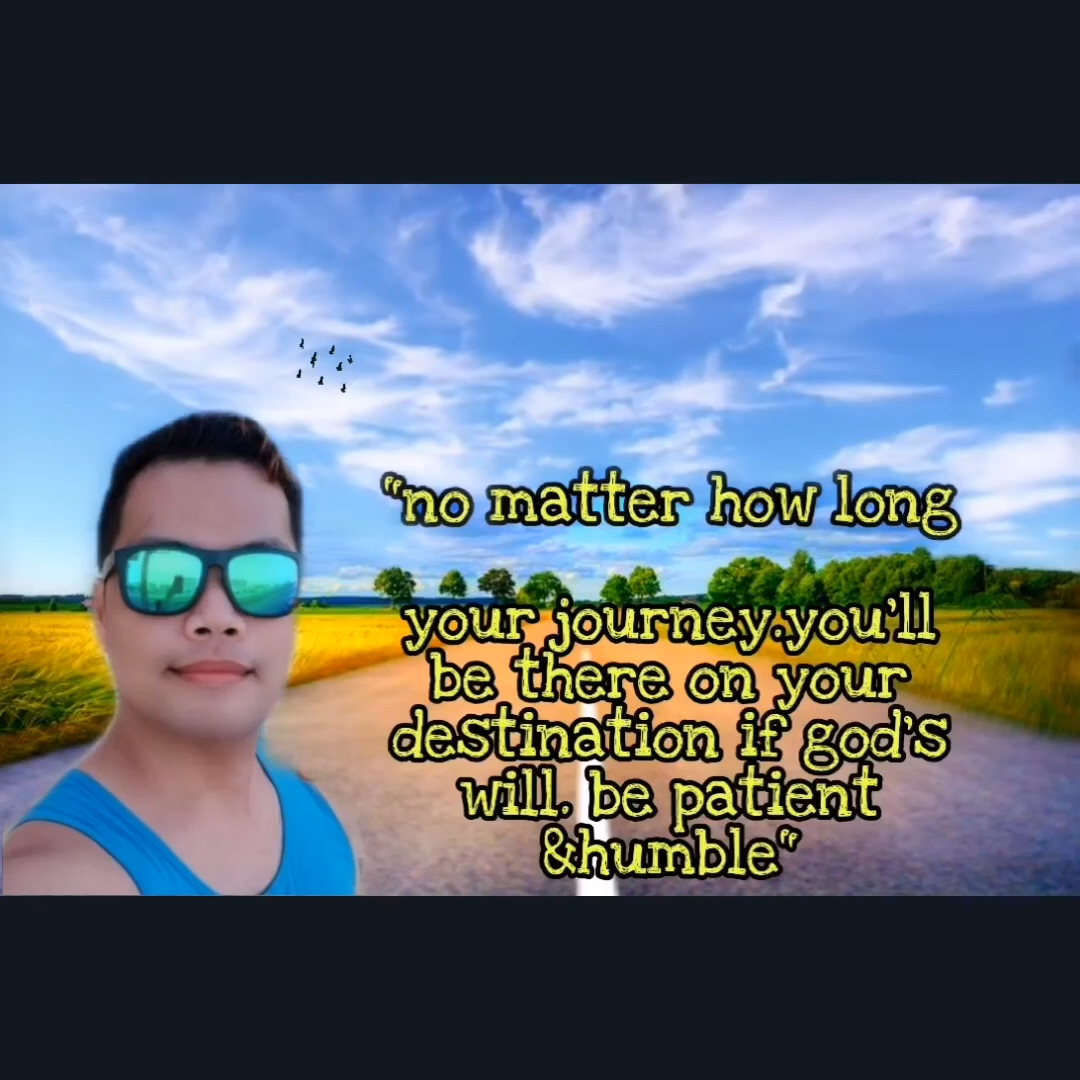 "no matter how long
your journey.you'll
be there on your
destination if god's
will. be patient
&humble"